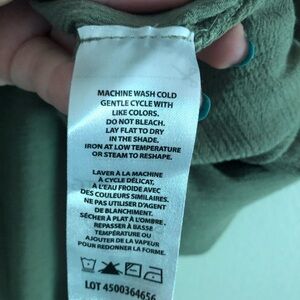 MACHINE WASH COLD
GENTLE CYCLE WITH
LIKE COLORS.
DO NOT BLEACH.
LAY FLAT TO DRY
IN THE SHADE.
IRON AT LOW TEMPERATURE
OR STEAM TO RESHAPE.
LAVER À LA MACHINE
À CYCLE DÉLICAT,
À L'EAU FROIDE AVEC
DES COULEURS SIMILAIRES.
NE PAS UTILISER D'AGENT
DE BLANCHIMENT.
SÉCHER À PLAT À L'OMBRE.
REPASSER À BASSE
TEMPÉRATURE OU
AJOUTER DE LA VAPEUR
POUR REDONNER LA FORME.
LOT 4500364656